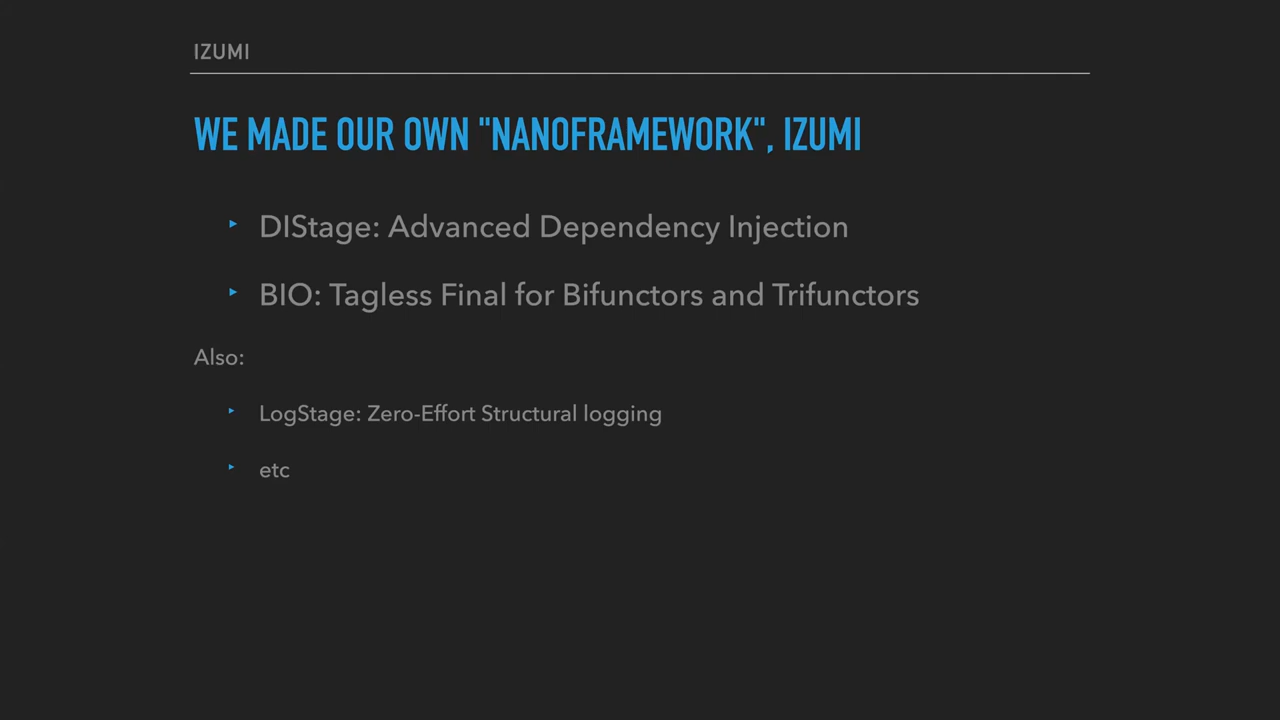 IZUMI
WE MADE OUR OWN "NANOFRAMEWORK", IZUMI
‣ DIStage: Advanced Dependency Injection
‣ BIO: Tagless Final for Bifunctors and Trifunctors
Also:
‣ LogStage: Zero-Effort Structural logging
‣ etc